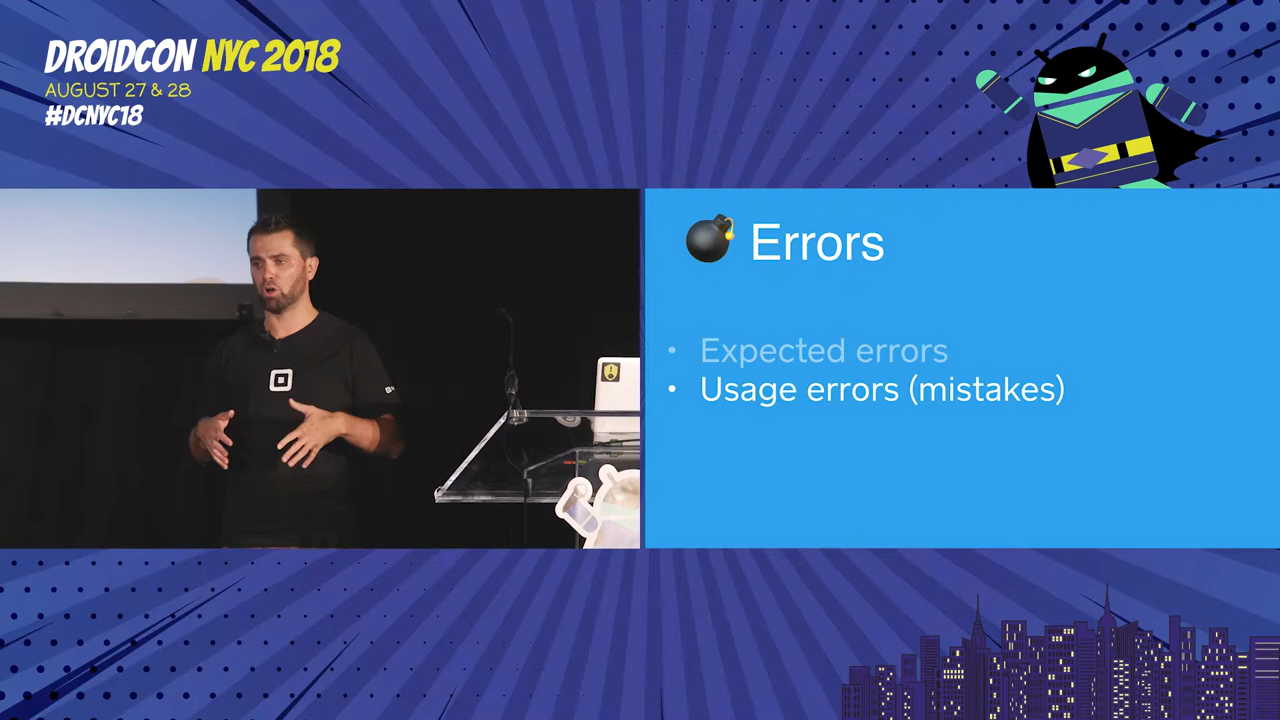 DROIDCON NYC 2018
AUGUST 27 & 28
#DCNYC18
💣 Errors
• Expected errors
• Usage errors (mistakes)